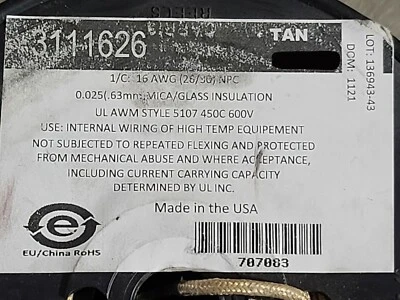 3111626
TAN
1/C: 16 AWG (26/30) NPC
0.025(.63mm) MICA/GLASS INSULATION
UL AWM STYLE 5107 450C 600V
USE: INTERNAL WIRING OF HIGH TEMP EQUIPEMENT
NOT SUBJECTED TO REPEATED FLEXING AND PROTECTED
FROM MECHANICAL ABUSE AND WHERE ACCEPTANCE,
INCLUDING CURRENT CARRYING CAPACITY
DETERMINED BY UL INC.
Made in the USA
e
EU/China RoHS
707083
LOT: 136943-43
DOM: 1121